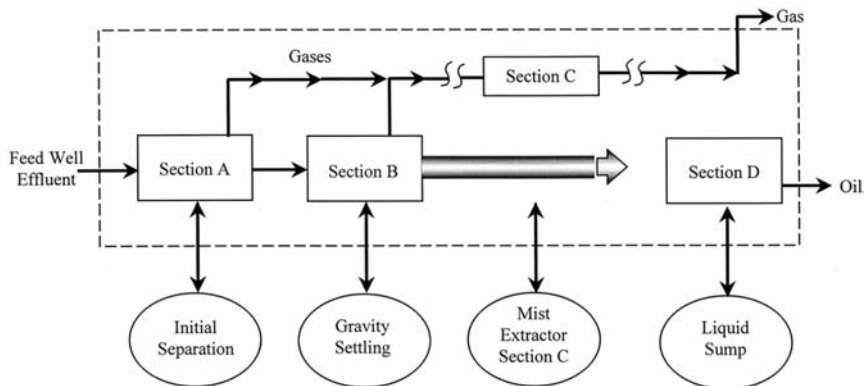 Gas
Gases
Section C
Feed Well
Effluent
Section A
Section B
Section D
Oil
Initial
Separation
Gravity
Settling
Mist
Extractor
Section C
Liquid
Sump